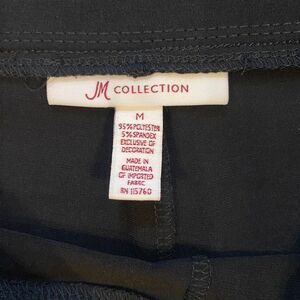 JM COLLECTION
M
95% POLYESTER
5% SPANDEX
EXCLUSIVE OF
DECORATION
MADE IN
GUATEMALA
OF IMPORTED
FABRIC
RN 115760